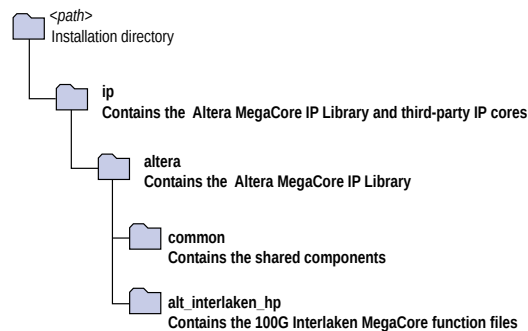 <path>
Installation directory
ip
Contains the Altera MegaCore IP Library and third-party IP cores
altera
Contains the Altera MegaCore IP Library
common
Contains the shared components
alt_interlaken_hp
Contains the 100G Interlaken MegaCore function files